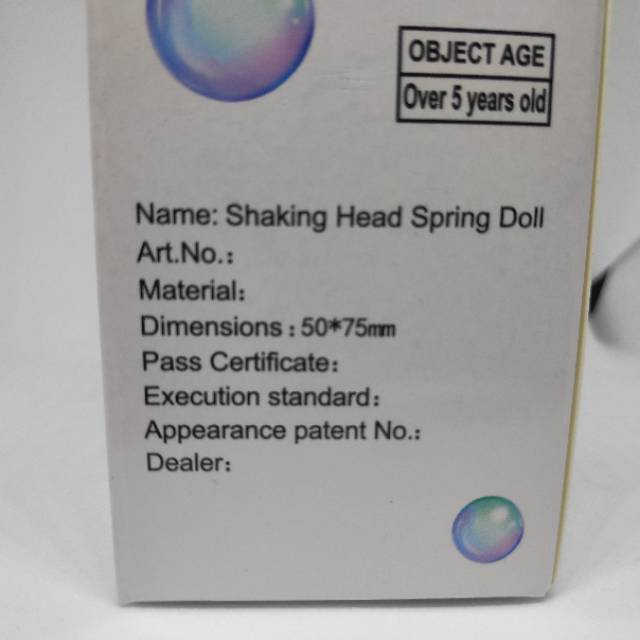 OBJECT AGE
Over 5 years old
Name: Shaking Head Spring Doll
Art.No.:
Material:
Dimensions:50*75mm
Pass Certificate:
Execution standard:
Appearance patent No.:
Dealer: